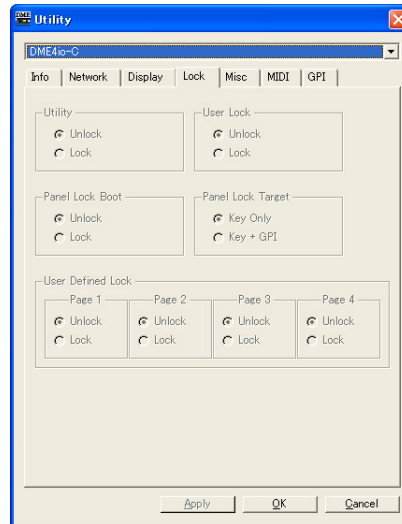 DME Utility
DME4io-C
Info Network Display Lock Misc MIDI GPI
Utility User Lock
Unlock Unlock
Lock Lock
Panel Lock Boot Panel Lock Target
Unlock Key Only
Lock Key + GPI
User Defined Lock
Page 1 Page 2 Page 3 Page 4
Unlock Unlock Unlock Unlock
Lock Lock Lock Lock
Apply OK Cancel